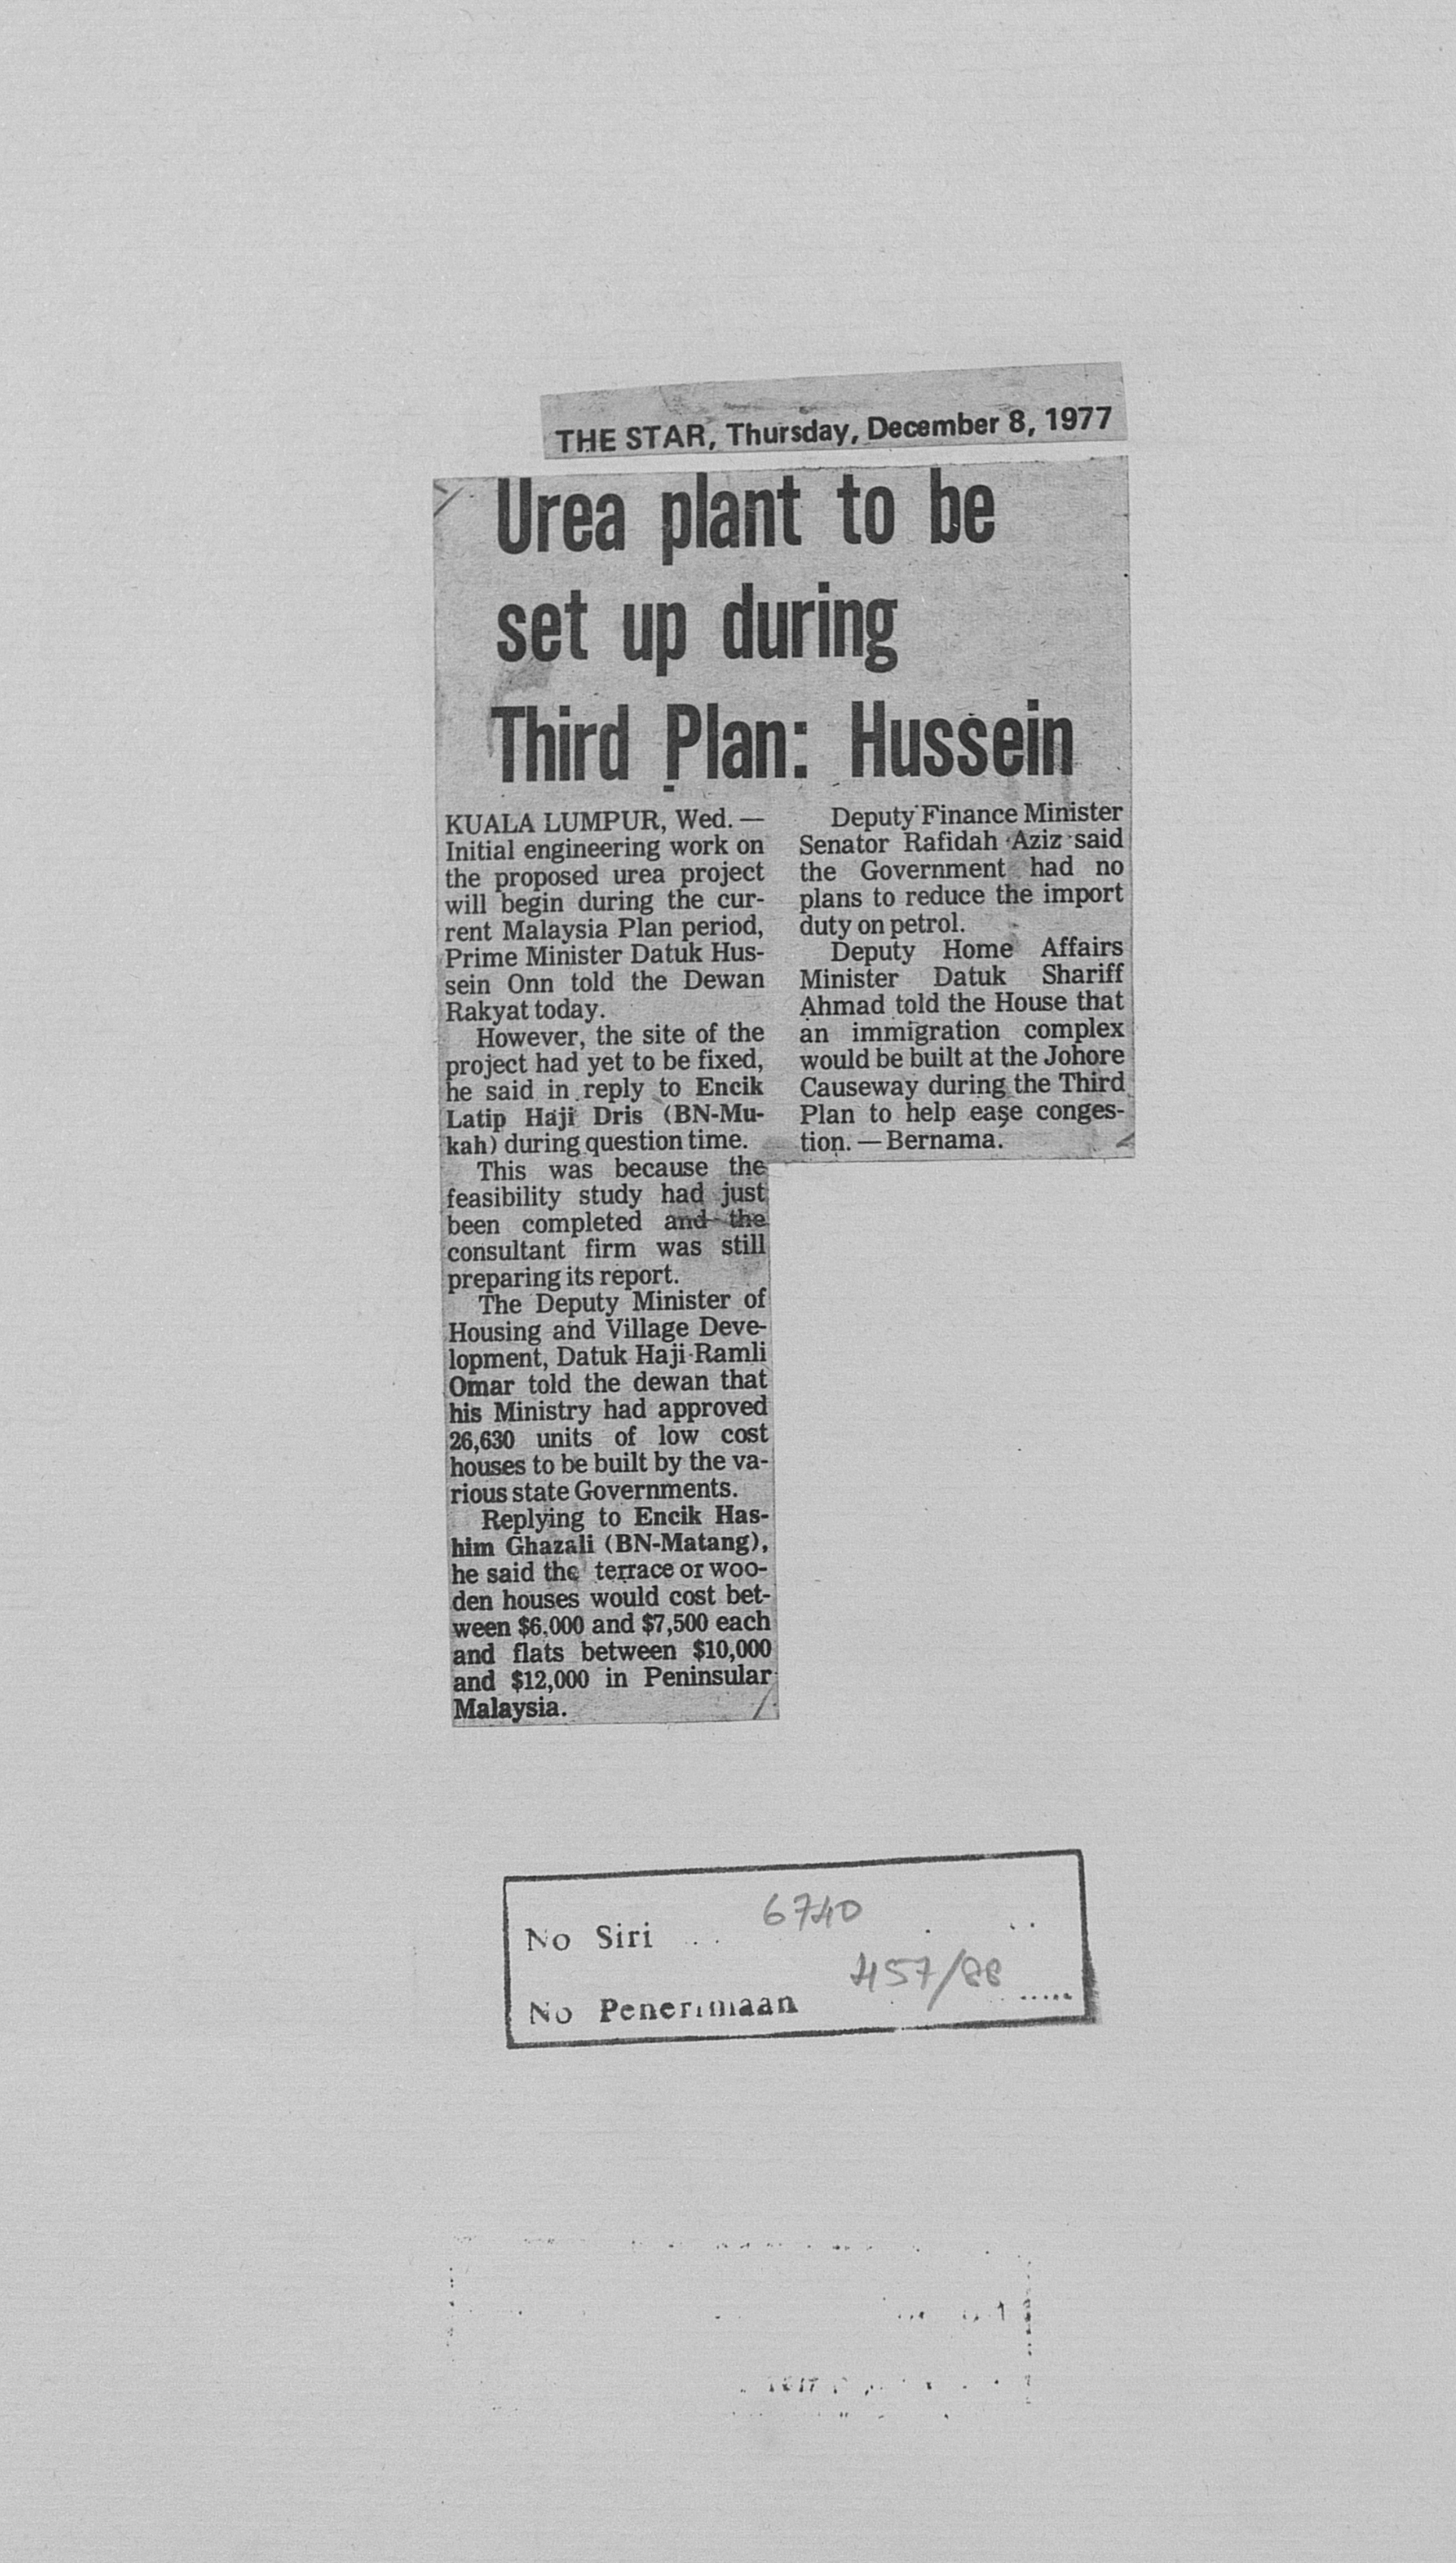 THE STAR, Thursday, December 8, 1977
Urea plant to be
set up during
Third Plan: Hussein
KUALA LUMPUR, Wed. —
Initial engineering work on
the proposed urea project
will begin during the cur-
rent Malaysia Plan period,
Prime Minister Datuk Hus-
sein Onn told the Dewan
Rakyat today.
However, the site of the
project had yet to be fixed,
he said in reply to Encik
Latip Haji Dris (BN-Mu-
kah) during question time.
This was because the
feasibility study had just
been completed and the
consultant firm was still
preparing its report.
The Deputy Minister of
Housing and Village Deve-
lopment, Datuk Haji Ramli
Omar told the dewan that
his Ministry had approved
26,630 units of low cost
houses to be built by the va-
rious state Governments.
Replying to Encik Has-
him Ghazali (BN-Matang),
he said the terrace or woo-
den houses would cost bet-
ween $6,000 and $7,500 each
and flats between $10,000
and $12,000 in Peninsular
Malaysia.
Deputy Finance Minister
Senator Rafidah Aziz said
the Government had no
plans to reduce the import
duty on petrol.
Deputy Home Affairs
Minister Datuk Shariff
Ahmad told the House that
an immigration complex
would be built at the Johore
Causeway during the Third
Plan to help ease conges-
tion. — Bernama.
No Siri 6740
No Penerimaan 457/88